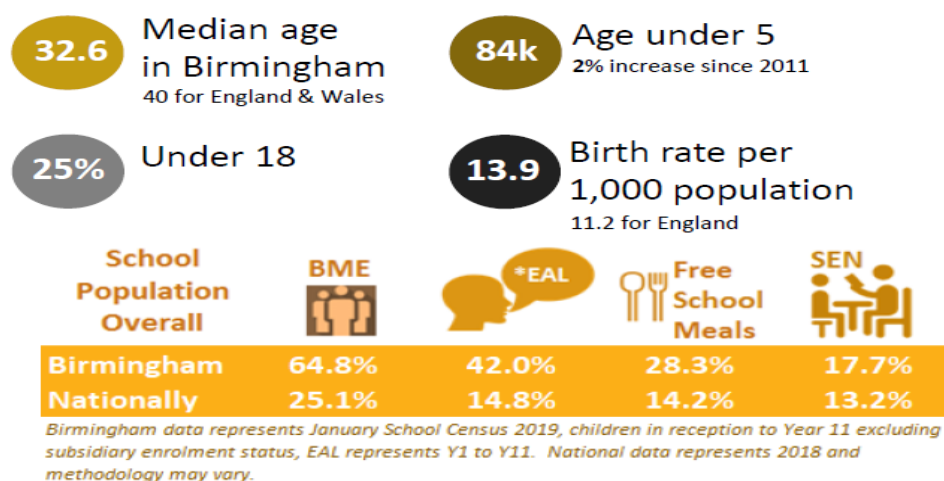 32.6
Median age
in Birmingham
40 for England & Wales
84k
Age under 5
2% increase since 2011
25%
Under 18
13.9
Birth rate per
1,000 population
11.2 for England
School
Population
Overall
BME
*EAL
Free
School
Meals
SEN
Birmingham 64.8% 42.0% 28.3% 17.7%
Nationally 25.1% 14.8% 14.2% 13.2%
Birmingham data represents January School Census 2019, children in reception to Year 11 excluding
subsidiary enrolment status, EAL represents Y1 to Y11. National data represents 2018 and
methodology may vary.